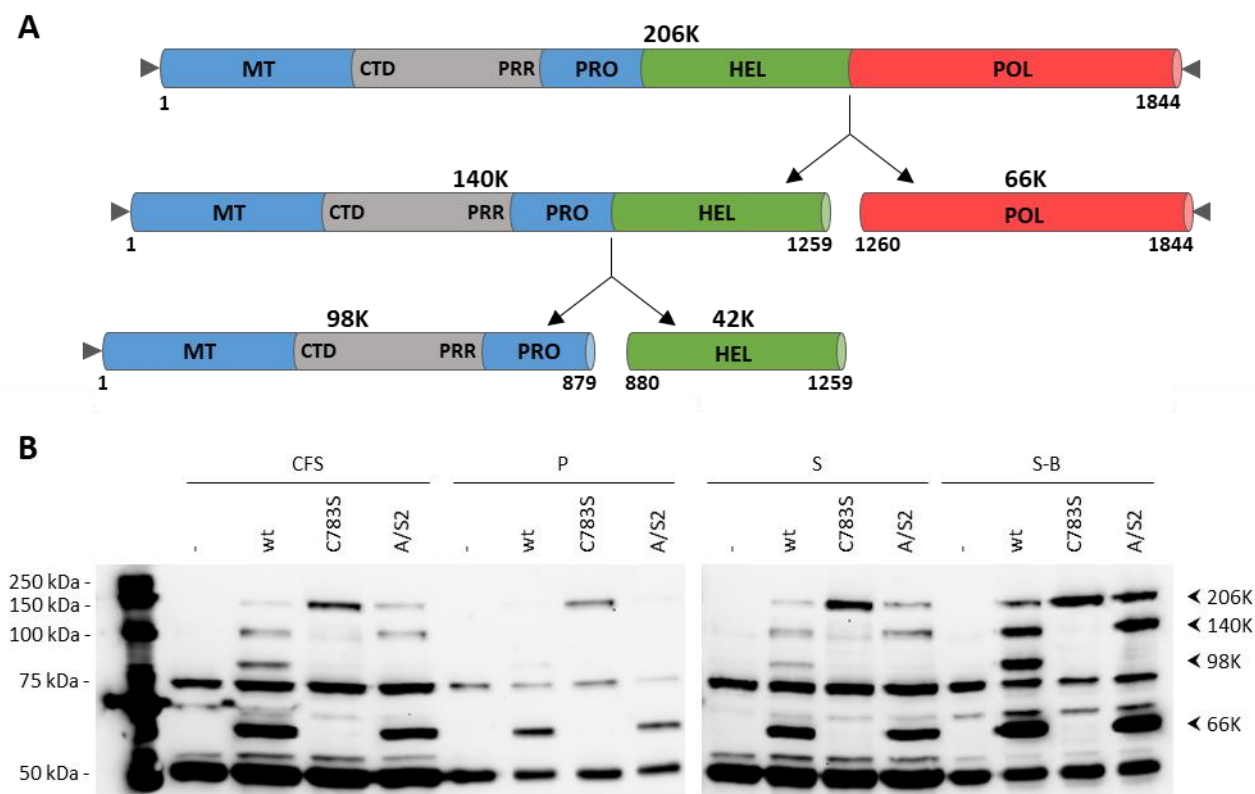 A
206K
MT CTD PRR PRO HEL POL
1 1844
140K 66K
MT CTD PRR PRO HEL POL
1 1259 1260 1844
98K 42K
MT CTD PRR PRO HEL
1 879 880 1259
B
CFS P S S-B
- wt C783S A/S2 - wt C783S A/S2 - wt C783S A/S2 - wt C783S A/S2
250 kDa -
150 kDa - 206K
140K
100 kDa -
98K
75 kDa -
66K
50 kDa -